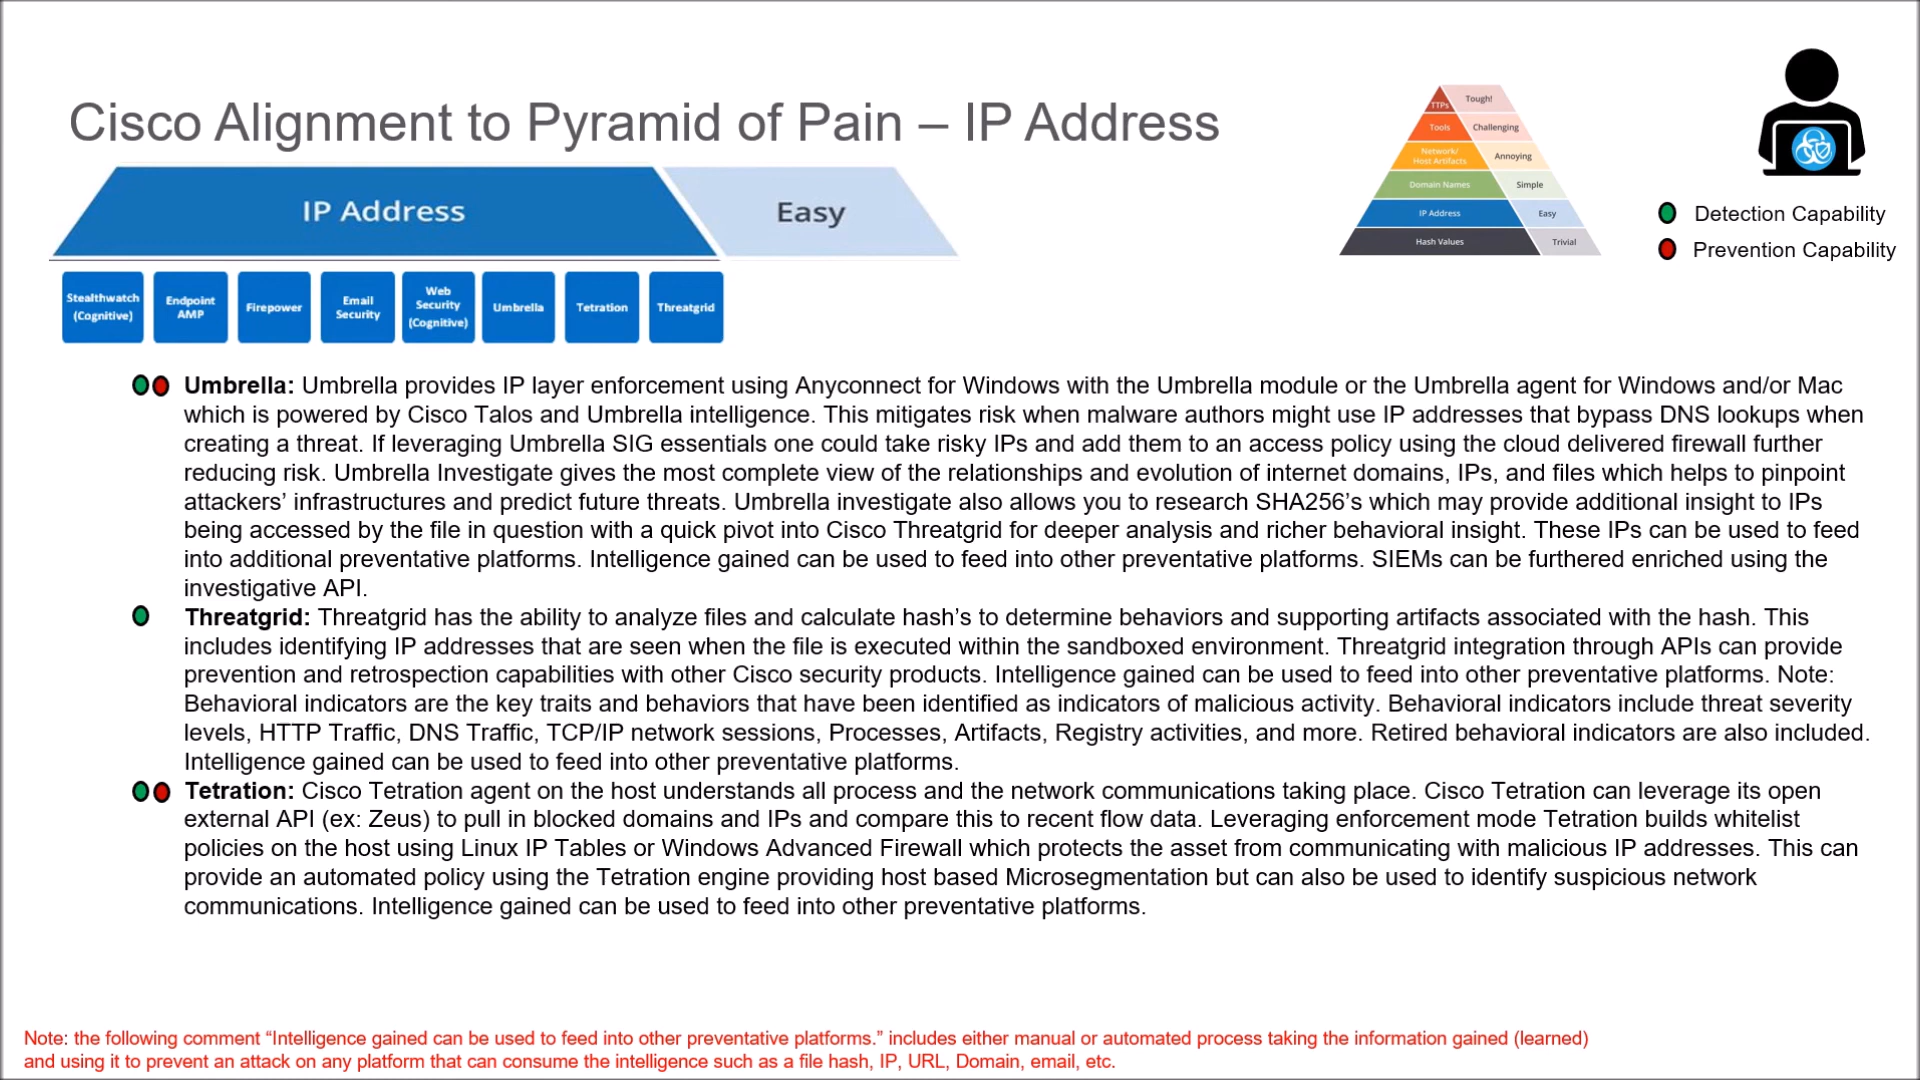 Cisco Alignment to Pyramid of Pain – IP Address
IP Address
Easy
TTPs
Tough!
Tools
Challenging
Network/
Host Artifacts
Annoying
Domain Names
Simple
IP Address
Easy
Hash Values
Trivial
Detection Capability
Prevention Capability
Stealthwatch
(Cognitive)
Endpoint
AMP
Firepower
Email
Security
Web
Security
(Cognitive)
Umbrella
Tetration
Threatgrid
Umbrella: Umbrella provides IP layer enforcement using Anyconnect for Windows with the Umbrella module or the Umbrella agent for Windows and/or Mac
which is powered by Cisco Talos and Umbrella intelligence. This mitigates risk when malware authors might use IP addresses that bypass DNS lookups when
creating a threat. If leveraging Umbrella SIG essentials one could take risky IPs and add them to an access policy using the cloud delivered firewall further
reducing risk. Umbrella Investigate gives the most complete view of the relationships and evolution of internet domains, IPs, and files which helps to pinpoint
attackers’ infrastructures and predict future threats. Umbrella investigate also allows you to research SHA256’s which may provide additional insight to IPs
being accessed by the file in question with a quick pivot into Cisco Threatgrid for deeper analysis and richer behavioral insight. These IPs can be used to feed
into additional preventative platforms. Intelligence gained can be used to feed into other preventative platforms. SIEMs can be furthered enriched using the
investigative API.
Threatgrid: Threatgrid has the ability to analyze files and calculate hash’s to determine behaviors and supporting artifacts associated with the hash. This
includes identifying IP addresses that are seen when the file is executed within the sandboxed environment. Threatgrid integration through APIs can provide
prevention and retrospection capabilities with other Cisco security products. Intelligence gained can be used to feed into other preventative platforms. Note:
Behavioral indicators are the key traits and behaviors that have been identified as indicators of malicious activity. Behavioral indicators include threat severity
levels, HTTP Traffic, DNS Traffic, TCP/IP network sessions, Processes, Artifacts, Registry activities, and more. Retired behavioral indicators are also included.
Intelligence gained can be used to feed into other preventative platforms.
Tetration: Cisco Tetration agent on the host understands all process and the network communications taking place. Cisco Tetration can leverage its open
external API (ex: Zeus) to pull in blocked domains and IPs and compare this to recent flow data. Leveraging enforcement mode Tetration builds whitelist
policies on the host using Linux IP Tables or Windows Advanced Firewall which protects the asset from communicating with malicious IP addresses. This can
provide an automated policy using the Tetration engine providing host based Microsegmentation but can also be used to identify suspicious network
communications. Intelligence gained can be used to feed into other preventative platforms.
Note: the following comment “Intelligence gained can be used to feed into other preventative platforms.” includes either manual or automated process taking the information gained (learned)
and using it to prevent an attack on any platform that can consume the intelligence such as a file hash, IP, URL, Domain, email, etc.